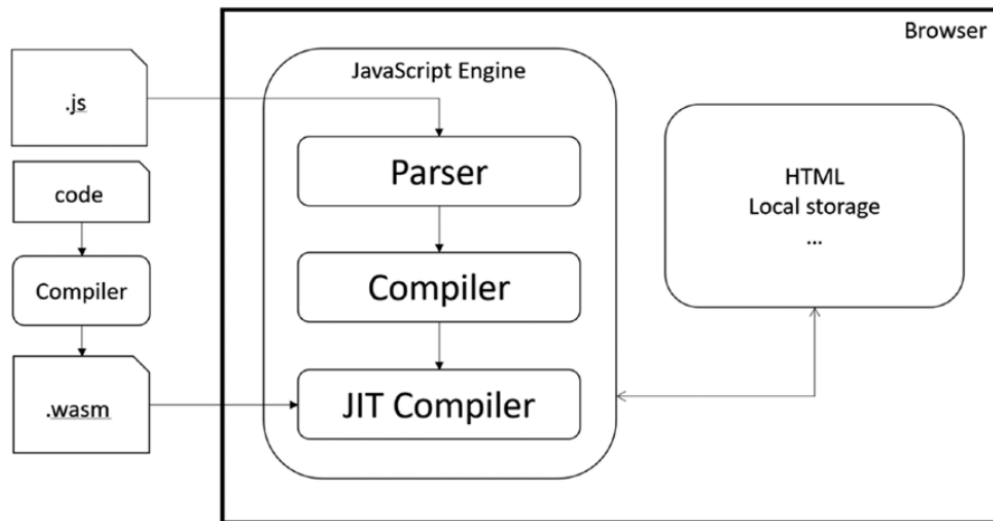 Browser
JavaScript Engine
.js
Parser
code
HTML
Local storage
...
Compiler
Compiler
.wasm
JIT Compiler